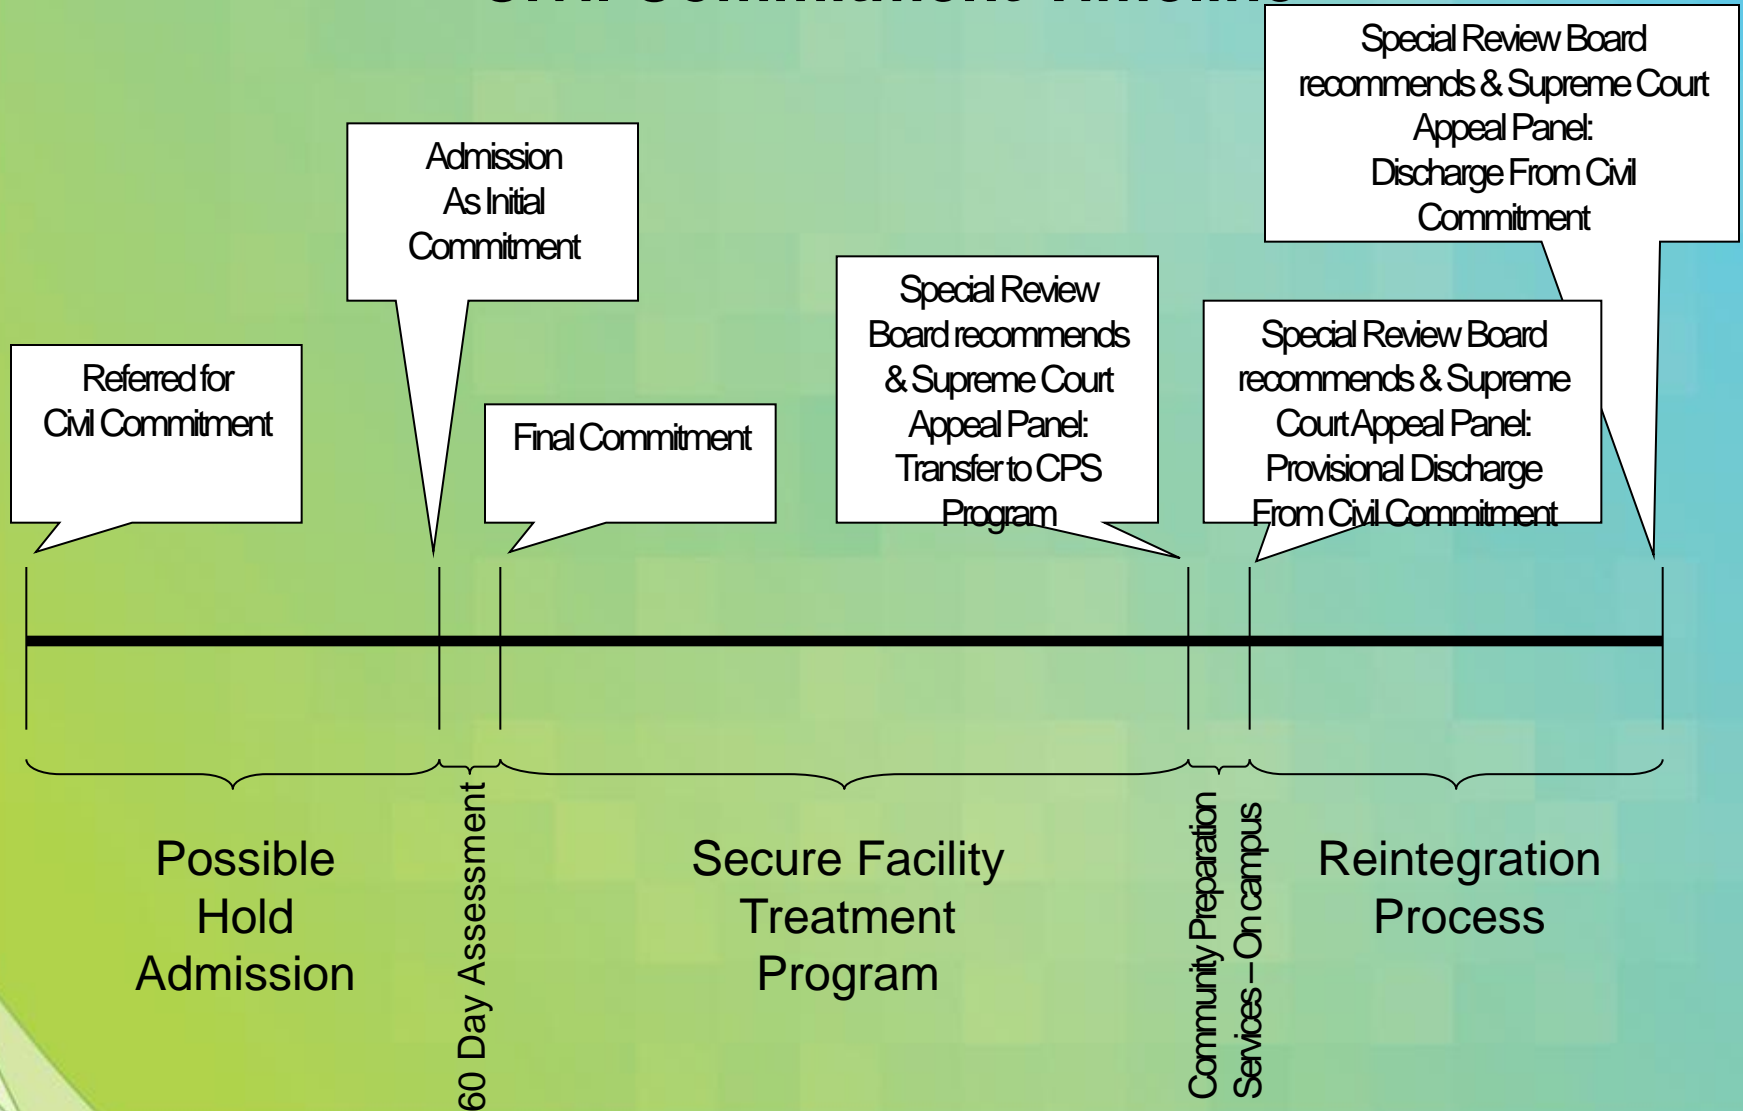 Special Review Board
recommends & Supreme Court
Appeal Panel:
Discharge From Civil
Commitment
Admission
As Initial
Commitment
Special Review
Board recommends
& Supreme Court
Appeal Panel:
Transfer to CPS
Program
Special Review Board
recommends & Supreme
Court Appeal Panel:
Provisional Discharge
From Civil Commitment
Referred for
Civil Commitment
Final Commitment
Possible
Hold
Admission
60 Day Assessment
Secure Facility
Treatment
Program
Community Preparation
Services – On campus
Reintegration
Process